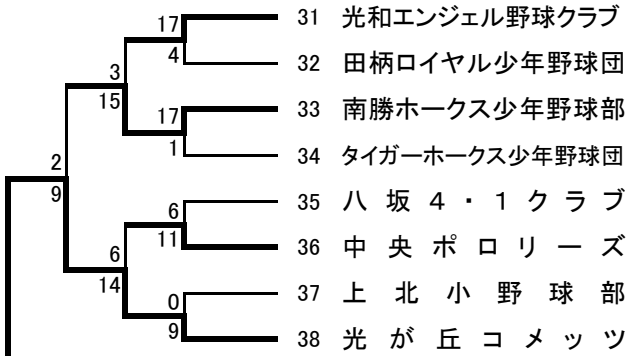 17 31 光和エンジェル野球クラブ
3 4 32 田柄ロイヤル少年野球団
15 17 33 南勝ホークス少年野球部
2 1 34 タイガーホークス少年野球団
9 6 35 八坂4・1クラブ
6 11 36 中央ポロリーズ
14 0 37 上北小野球部
9 38 光が丘コメッツ